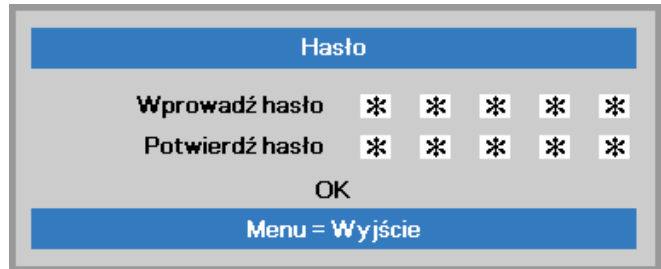 Hasło
Wprowadź hasło * * * * *
Potwierdź hasło * * * * *
OK
Menu = Wyjście